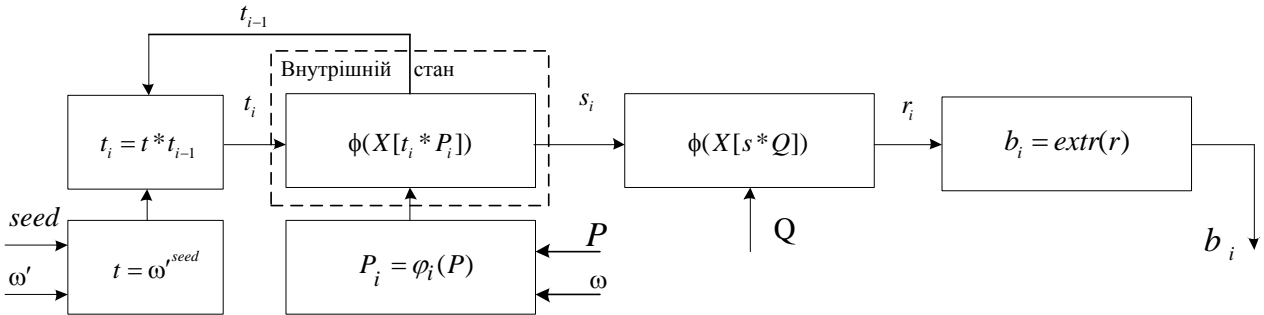 t_{i-1}
Внутрішній стан
t_i
s_i
r_i
t_i = t * t_{i-1}
ϕ(X[t_i * P_i])
ϕ(X[s * Q])
b_i = extr(r)
seed
ω'
t = ω'^{seed}
P_i = φ_i(P)
P
ω
Q
b_i